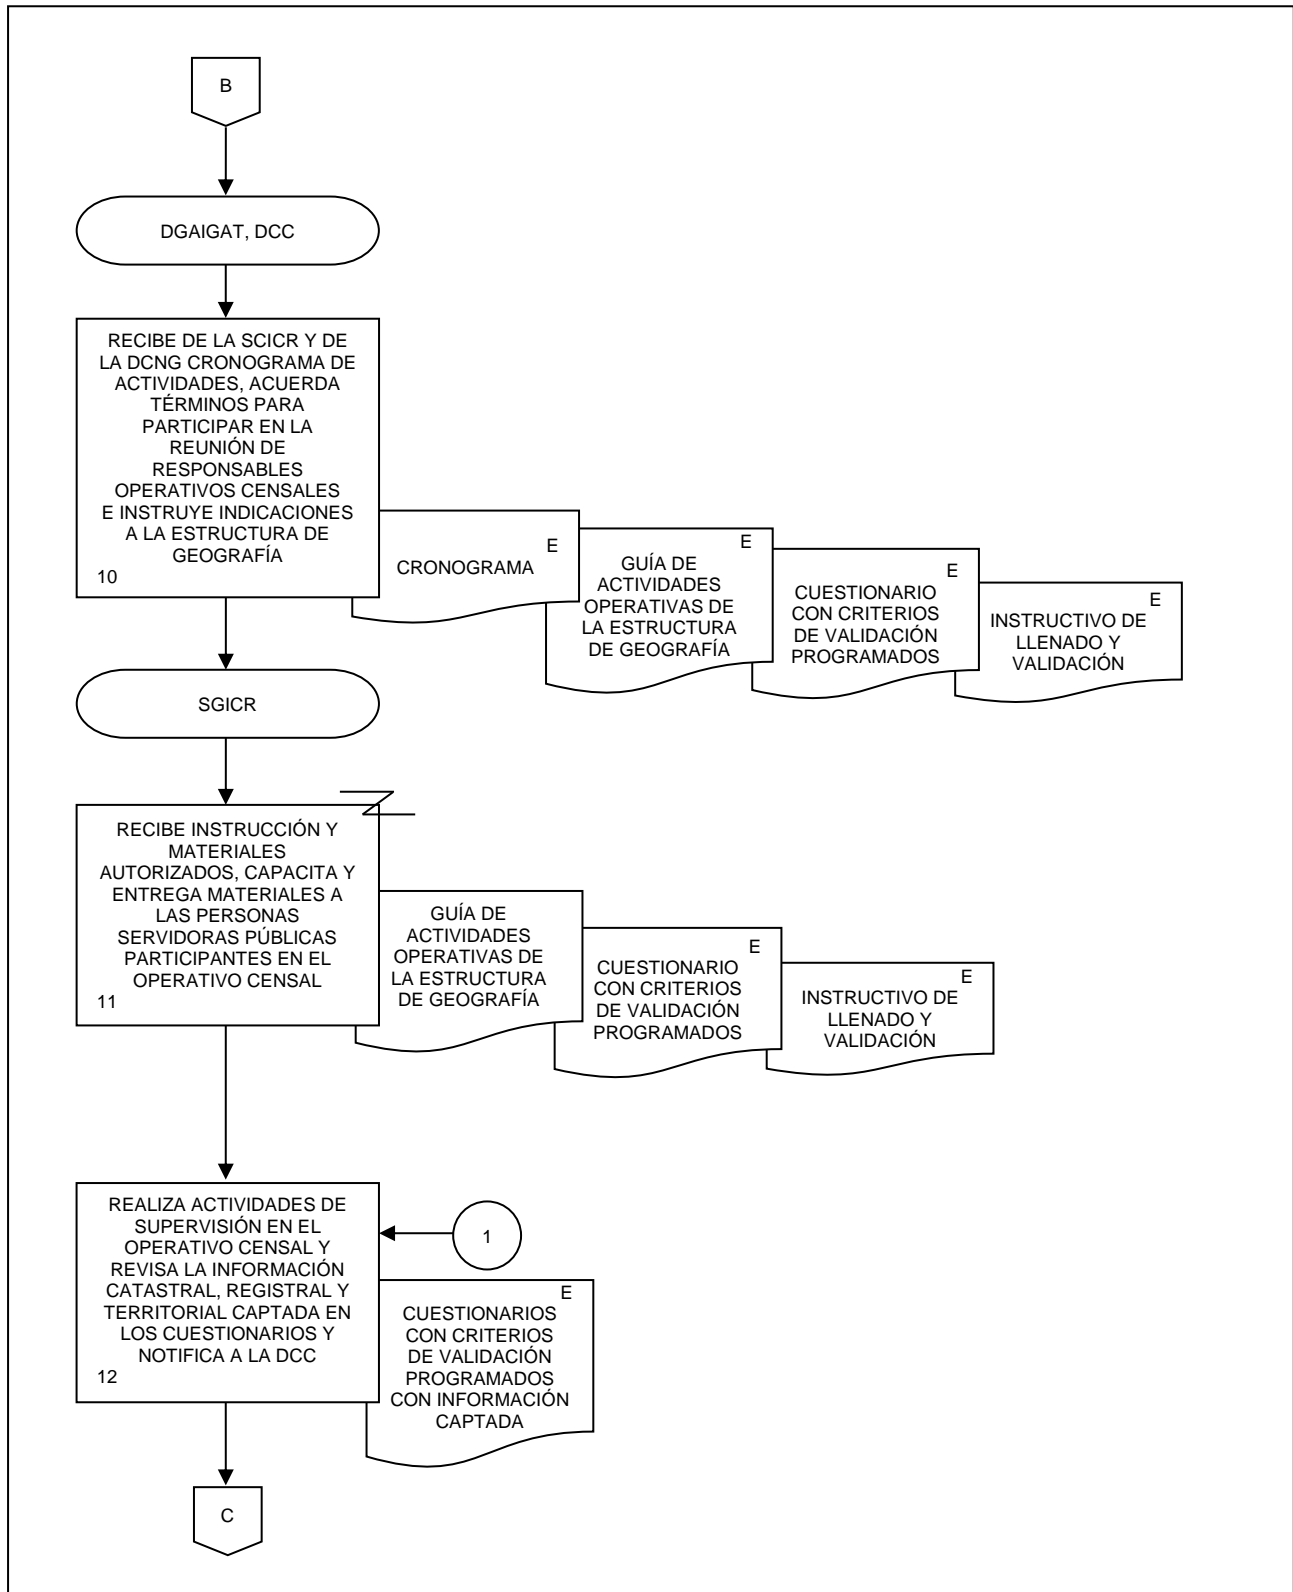 B
DGAIGAT, DCC
RECIBE DE LA SCICR Y DE
LA DCNG CRONOGRAMA DE
ACTIVIDADES, ACUERDA
TÉRMINOS PARA
PARTICIPAR EN LA
REUNIÓN DE
RESPONSABLES
OPERATIVOS CENSALES
E INSTRUYE INDICACIONES
A LA ESTRUCTURA DE
GEOGRAFÍA
10
E
CRONOGRAMA
E
GUÍA DE
ACTIVIDADES
OPERATIVAS DE
LA ESTRUCTURA
DE GEOGRAFÍA
E
CUESTIONARIO
CON CRITERIOS
DE VALIDACIÓN
PROGRAMADOS
E
INSTRUCTIVO DE
LLENADO Y
VALIDACIÓN
SGICR
RECIBE INSTRUCCIÓN Y
MATERIALES
AUTORIZADOS, CAPACITA Y
ENTREGA MATERIALES A
LAS PERSONAS
SERVIDORAS PÚBLICAS
PARTICIPANTES EN EL
OPERATIVO CENSAL
11
GUÍA DE
ACTIVIDADES
OPERATIVAS DE
LA ESTRUCTURA
DE GEOGRAFÍA
E
CUESTIONARIO
CON CRITERIOS
DE VALIDACIÓN
PROGRAMADOS
E
INSTRUCTIVO DE
LLENADO Y
VALIDACIÓN
REALIZA ACTIVIDADES DE
SUPERVISIÓN EN EL
OPERATIVO CENSAL Y
REVISA LA INFORMACIÓN
CATASTRAL, REGISTRAL Y
TERRITORIAL CAPTADA EN
LOS CUESTIONARIOS Y
NOTIFICA A LA DCC
12
1
E
CUESTIONARIOS
CON CRITERIOS
DE VALIDACIÓN
PROGRAMADOS
CON INFORMACIÓN
CAPTADA
C